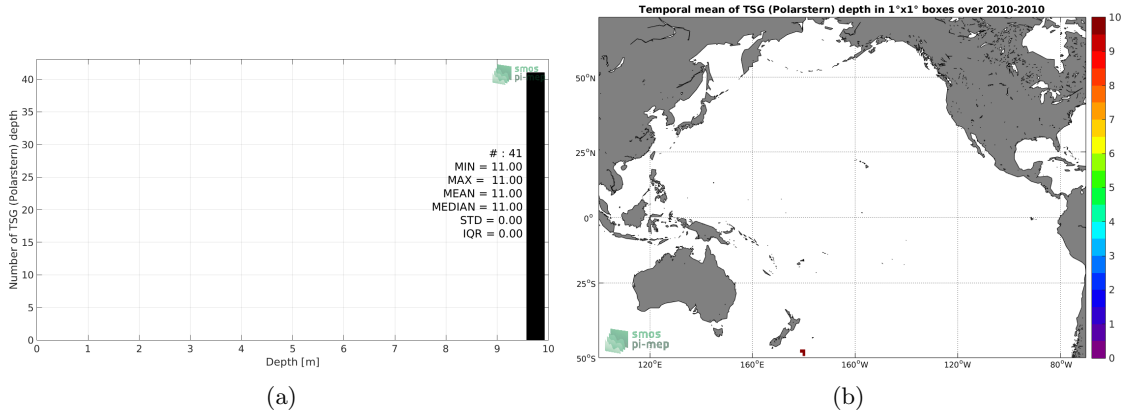 Number of TSG (Polarstern) depth
40
35
30
25
20
15
10
5
0
smos
pi-mep
# : 41
MIN = 11.00
MAX = 11.00
MEAN = 11.00
MEDIAN = 11.00
STD = 0.00
IQR = 0.00
0 1 2 3 4 5 6 7 8 9 10
Depth [m]
(a)
Temporal mean of TSG (Polarstern) depth in 1°x1° boxes over 2010-2010
50°N
25°N
0°
25°S
50°S
smos
pi-mep
120°E 160°E 160°W 120°W 80°W
10
9
8
7
6
5
4
3
2
1
0
(b)